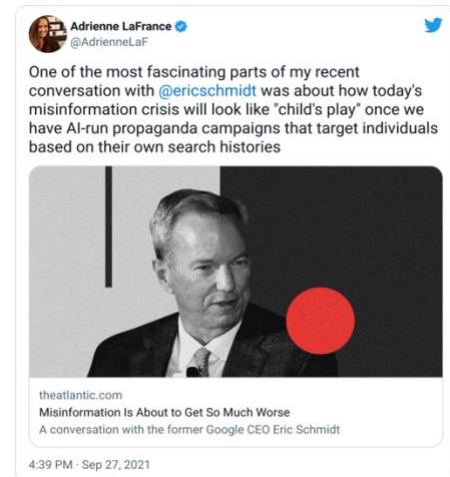 Adrienne LaFrance
@AdrienneLaF
One of the most fascinating parts of my recent
conversation with @ericschmidt was about how today's
misinformation crisis will look like "child's play" once we
have AI-run propaganda campaigns that target individuals
based on their own search histories
theatlantic.com
Misinformation Is About to Get So Much Worse
A conversation with the former Google CEO Eric Schmidt
4:39 PM · Sep 27, 2021